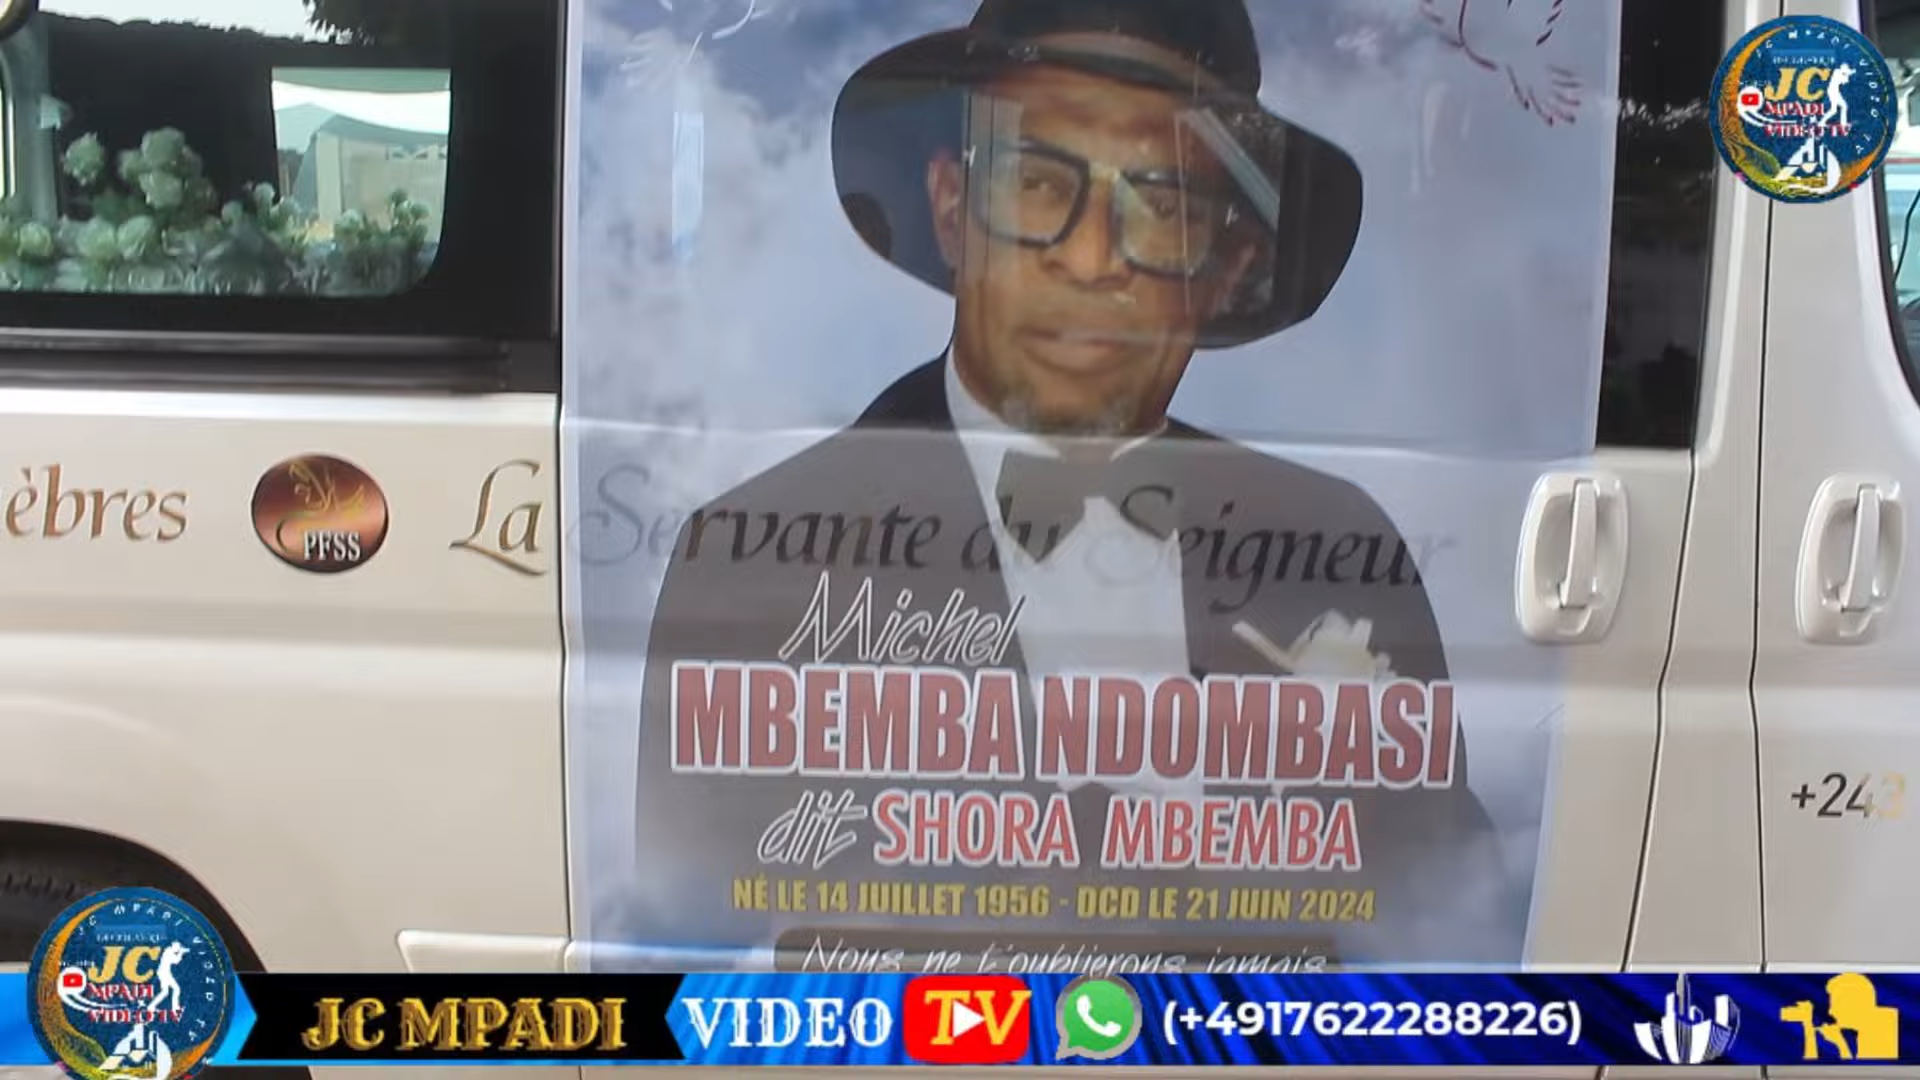 JC
MPADI
VIDEO TV
èbres
PFSS
La Servante du Seigneur
Michel
MBEMBA NDOMBASI
dit SHORA MBEMBA
NÉ LE 14 JUILLET 1956 - DCD LE 21 JUIN 2024
Nous ne t'oublierons jamais
+243
JC
MPADI
VIDEO TV
JC MPADI VIDEO TV (+4917622288226)